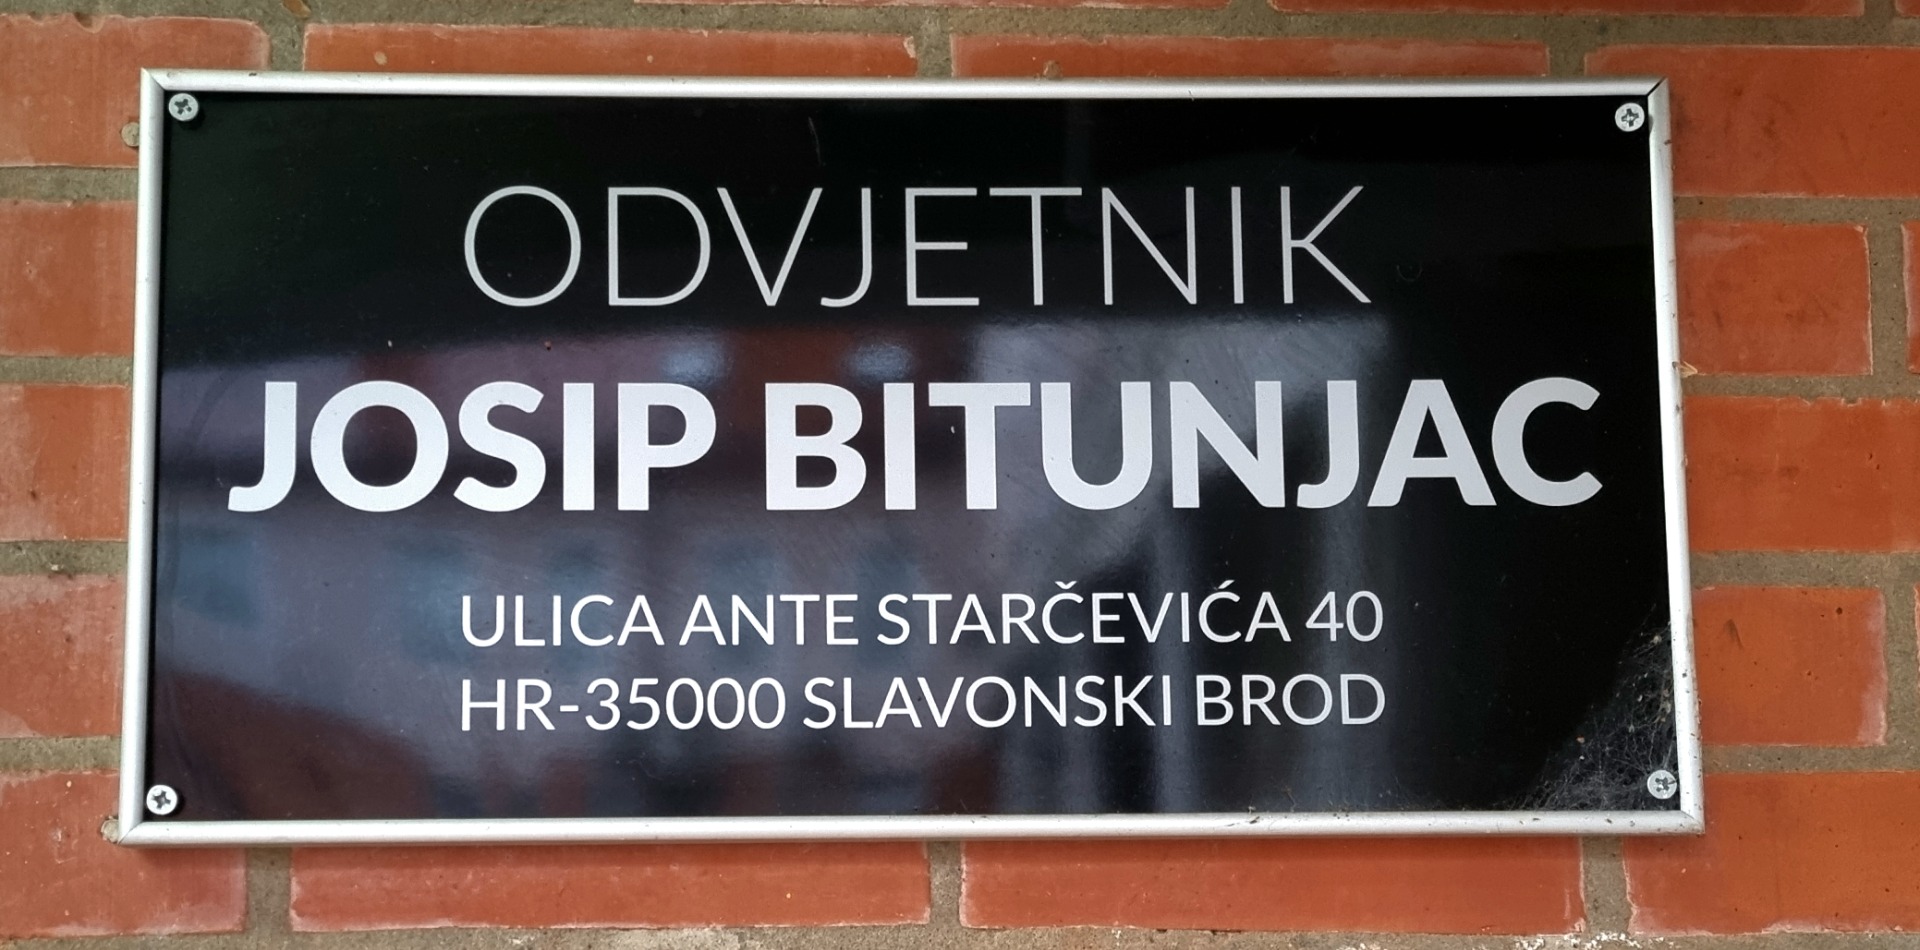 ODVJETNIK
JOSIP BITUNJAC
ULICA ANTE STARČEVIĆA 40
HR-35000 SLAVONSKI BROD